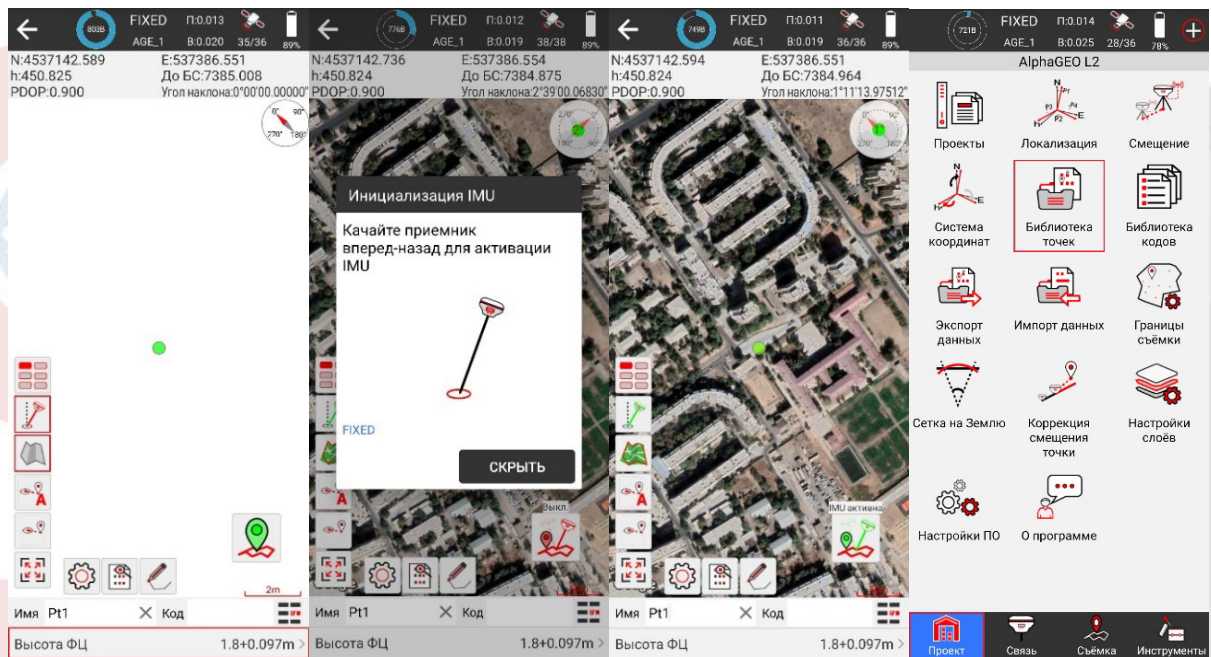 803В
FIXED П:0.013
AGE_1 В:0.020 35/36 89%
N:4537142.589 E:537386.551
h:450.825 До БС:7385.008
PDOP:0.900 Угол наклона:0°00'00.00000"
0° 90°
270° 180°
2m
Имя Pt1 Код
Высота ФЦ 1.8+0.097m >
776В
FIXED П:0.012
AGE_1 В:0.019 38/38 89%
N:4537142.736 E:537386.554
h:450.824 До БС:7384.875
PDOP:0.900 Угол наклона:2°39'00.06830"
Инициализация IMU
Качайте приемник
вперед-назад для активации
IMU
FIXED
СКРЫТЬ
Выкл
Имя Pt1 Код
Высота ФЦ 1.8+0.097m >
749В
FIXED П:0.011
AGE_1 В:0.019 36/36 89%
N:4537142.594 E:537386.551
h:450.824 До БС:7384.964
PDOP:0.900 Угол наклона:1°11'13.97512"
IMU активна
Имя Pt1 Код
Высота ФЦ 1.8+0.097m >
721В
FIXED П:0.014
AGE_1 В:0.025 28/36 78%
AlphaGEO L2
Проекты
Локализация
Смещение
Система
координат
Библиотека
точек
Библиотека
кодов
Экспорт
данных
Импорт данных
Границы
съёмки
Сетка на Землю
Коррекция
смещения
точки
Настройки
слоёв
Настройки ПО
О программе
Проект Связь Съёмка Инструменты